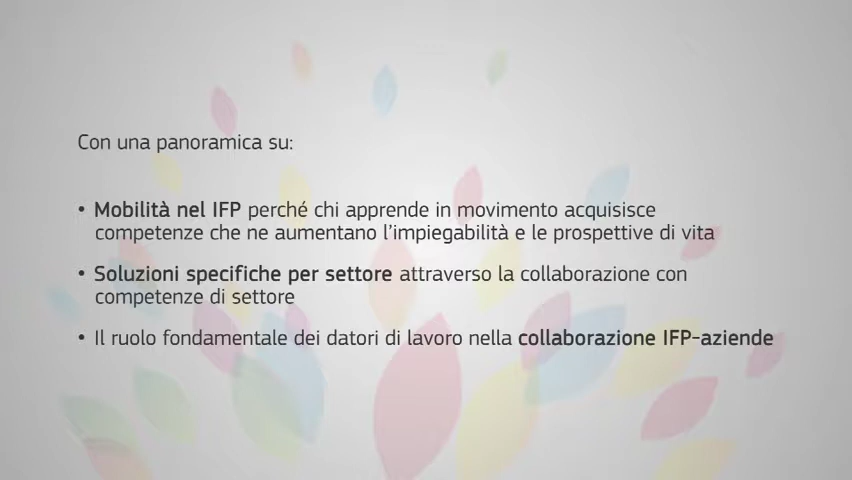 Con una panoramica su:
• Mobilità nel IFP perché chi apprende in movimento acquisisce
competenze che ne aumentano l'impiegabilità e le prospettive di vita
• Soluzioni specifiche per settore attraverso la collaborazione con
competenze di settore
• Il ruolo fondamentale dei datori di lavoro nella collaborazione IFP-aziende